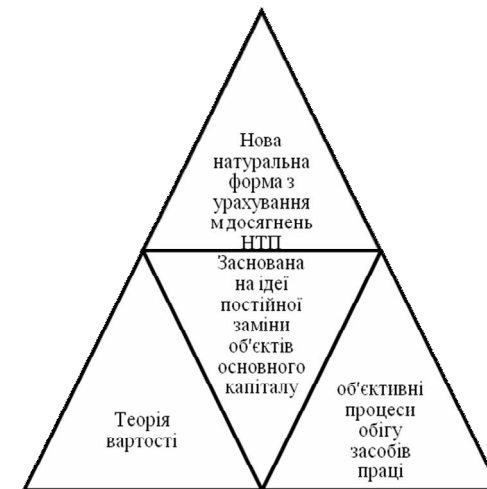 Нова
натуральна
форма з
урахування
м досягнень
НТП
Заснована
на ідеї
постійної
заміни
об'єктів
основного
капіталу
Теорія
вартості
об'єктивні
процеси
обігу
засобів
праці